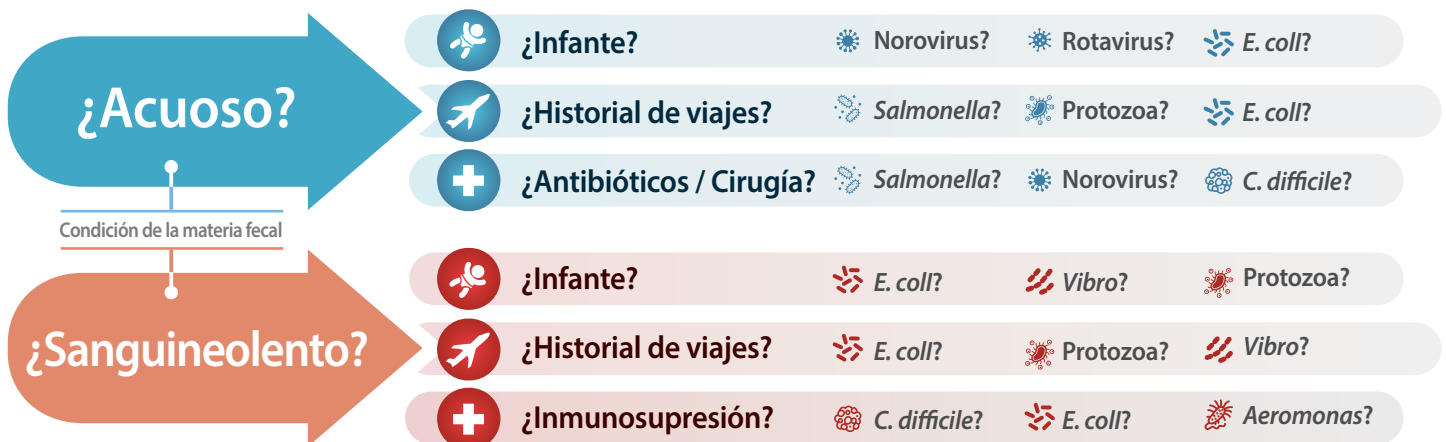 ¿Acuoso?
¿Infante? Norovirus? Rotavirus? E. coll?
¿Historial de viajes? Salmonella? Protozoa? E. coll?
¿Antibióticos / Cirugía? Salmonella? Norovirus? C. difficile?
Condición de la materia fecal
¿Sanguineolento?
¿Infante? E. coll? Vibro? Protozoa?
¿Historial de viajes? E. coll? Protozoa? Vibro?
¿Inmunosupresión? C. difficile? E. coll? Aeromonas?